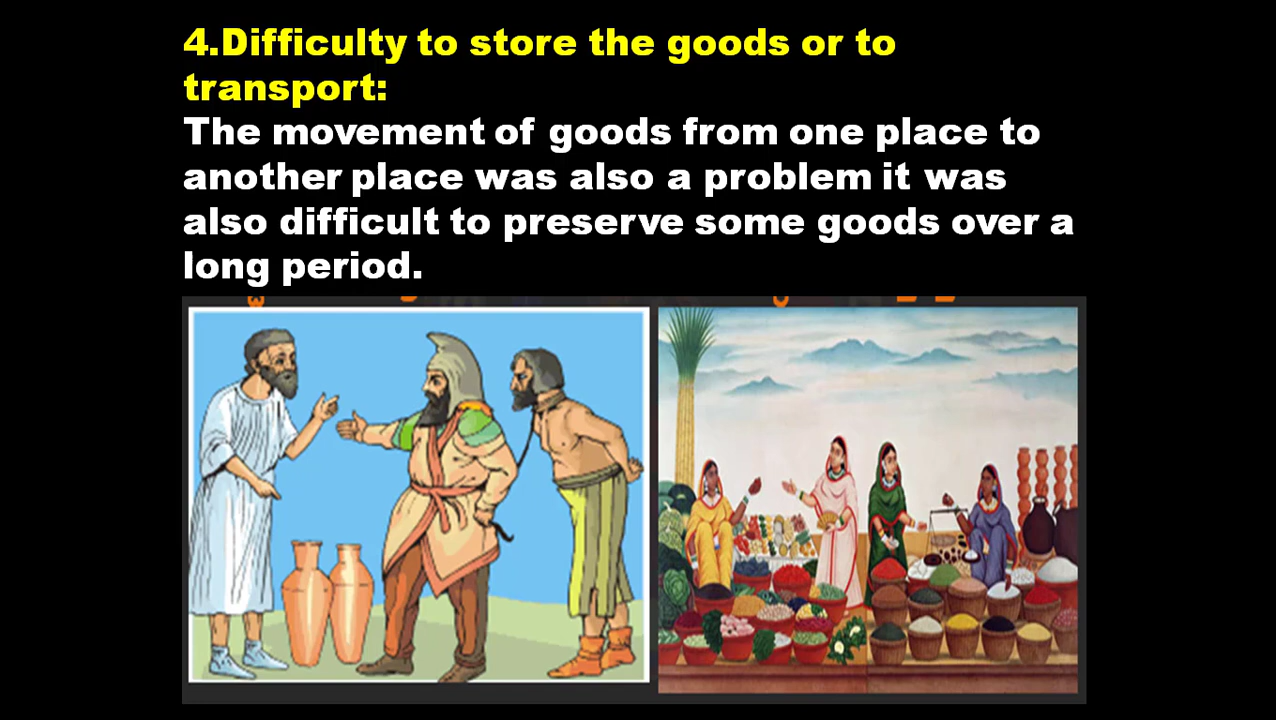 4.Difficulty to store the goods or to
transport:
The movement of goods from one place to
another place was also a problem it was
also difficult to preserve some goods over a
long period.